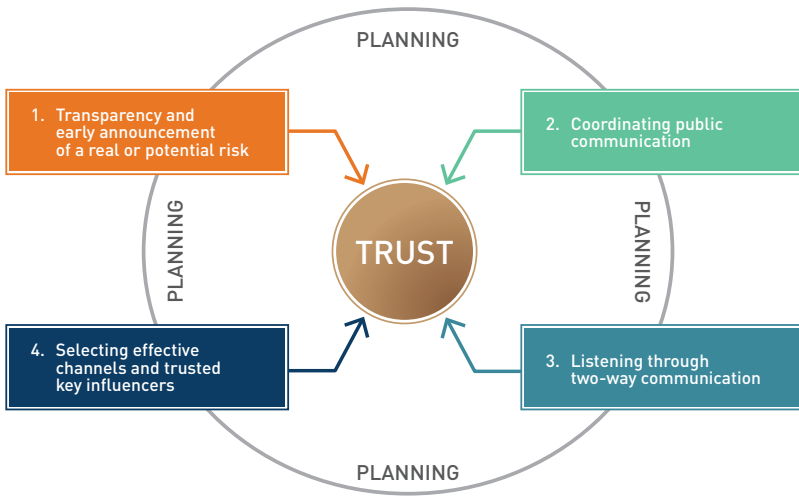 PLANNING
1. Transparency and
early announcement
of a real or potential risk
2. Coordinating public
communication
PLANNING
TRUST
PLANNING
4. Selecting effective
channels and trusted
key influencers
3. Listening through
two-way communication
PLANNING